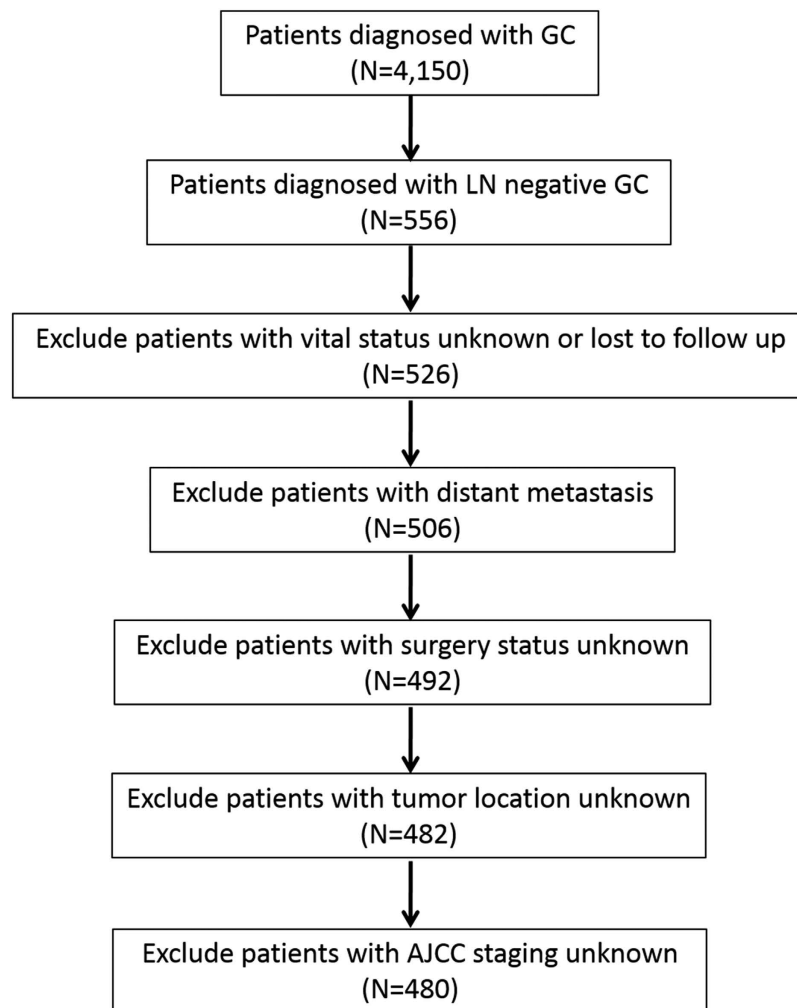 Patients diagnosed with GC
(N=4,150)
Patients diagnosed with LN negative GC
(N=556)
Exclude patients with vital status unknown or lost to follow up
(N=526)
Exclude patients with distant metastasis
(N=506)
Exclude patients with surgery status unknown
(N=492)
Exclude patients with tumor location unknown
(N=482)
Exclude patients with AJCC staging unknown
(N=480)